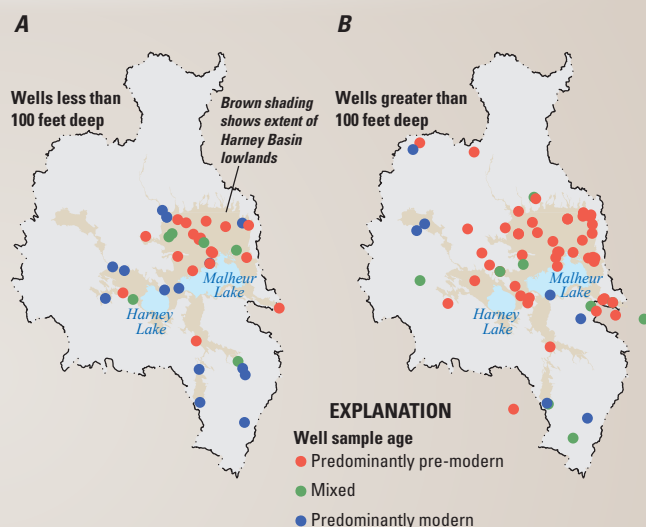 A
B
Wells less than
100 feet deep
Brown shading
shows extent of
Harney Basin
lowlands
Wells greater than
100 feet deep
Malheur
Lake
Harney
Lake
Malheur
Lake
Harney
Lake
EXPLANATION
Well sample age
Predominantly pre-modern
Mixed
Predominantly modern